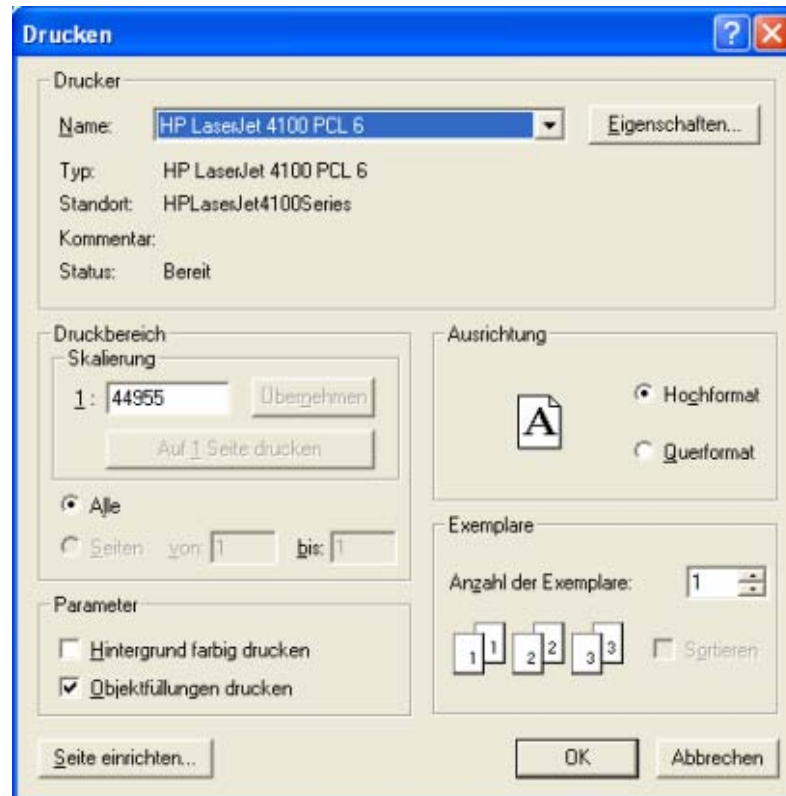 Drucken
Drucker
Name: HP LaserJet 4100 PCL 6 Eigenschaften...
Typ: HP LaserJet 4100 PCL 6
Standort: HPLaserJet4100Series
Kommentar:
Status: Bereit
Druckbereich
Skalierung
1 : 44955 Übernehmen
Auf 1 Seite drucken
Alle
Seiten von: 1 bis: 1
Ausrichtung
A
Hochformat
Querformat
Exemplare
Anzahl der Exemplare: 1
1 1 2 2 3 3 Sortieren
Parameter
Hintergrund farbig drucken
Objektfüllungen drucken
Seite einrichten... OK Abbrechen